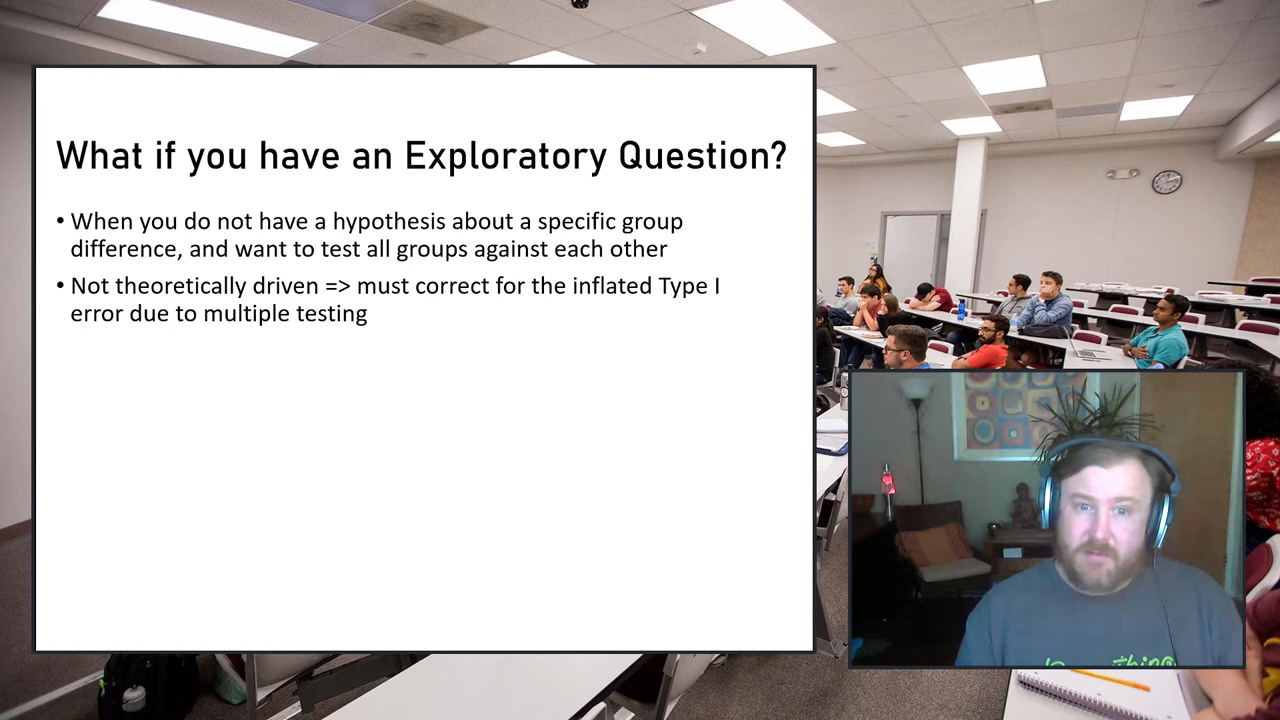 What if you have an Exploratory Question?
• When you do not have a hypothesis about a specific group
difference, and want to test all groups against each other
• Not theoretically driven => must correct for the inflated Type I
error due to multiple testing